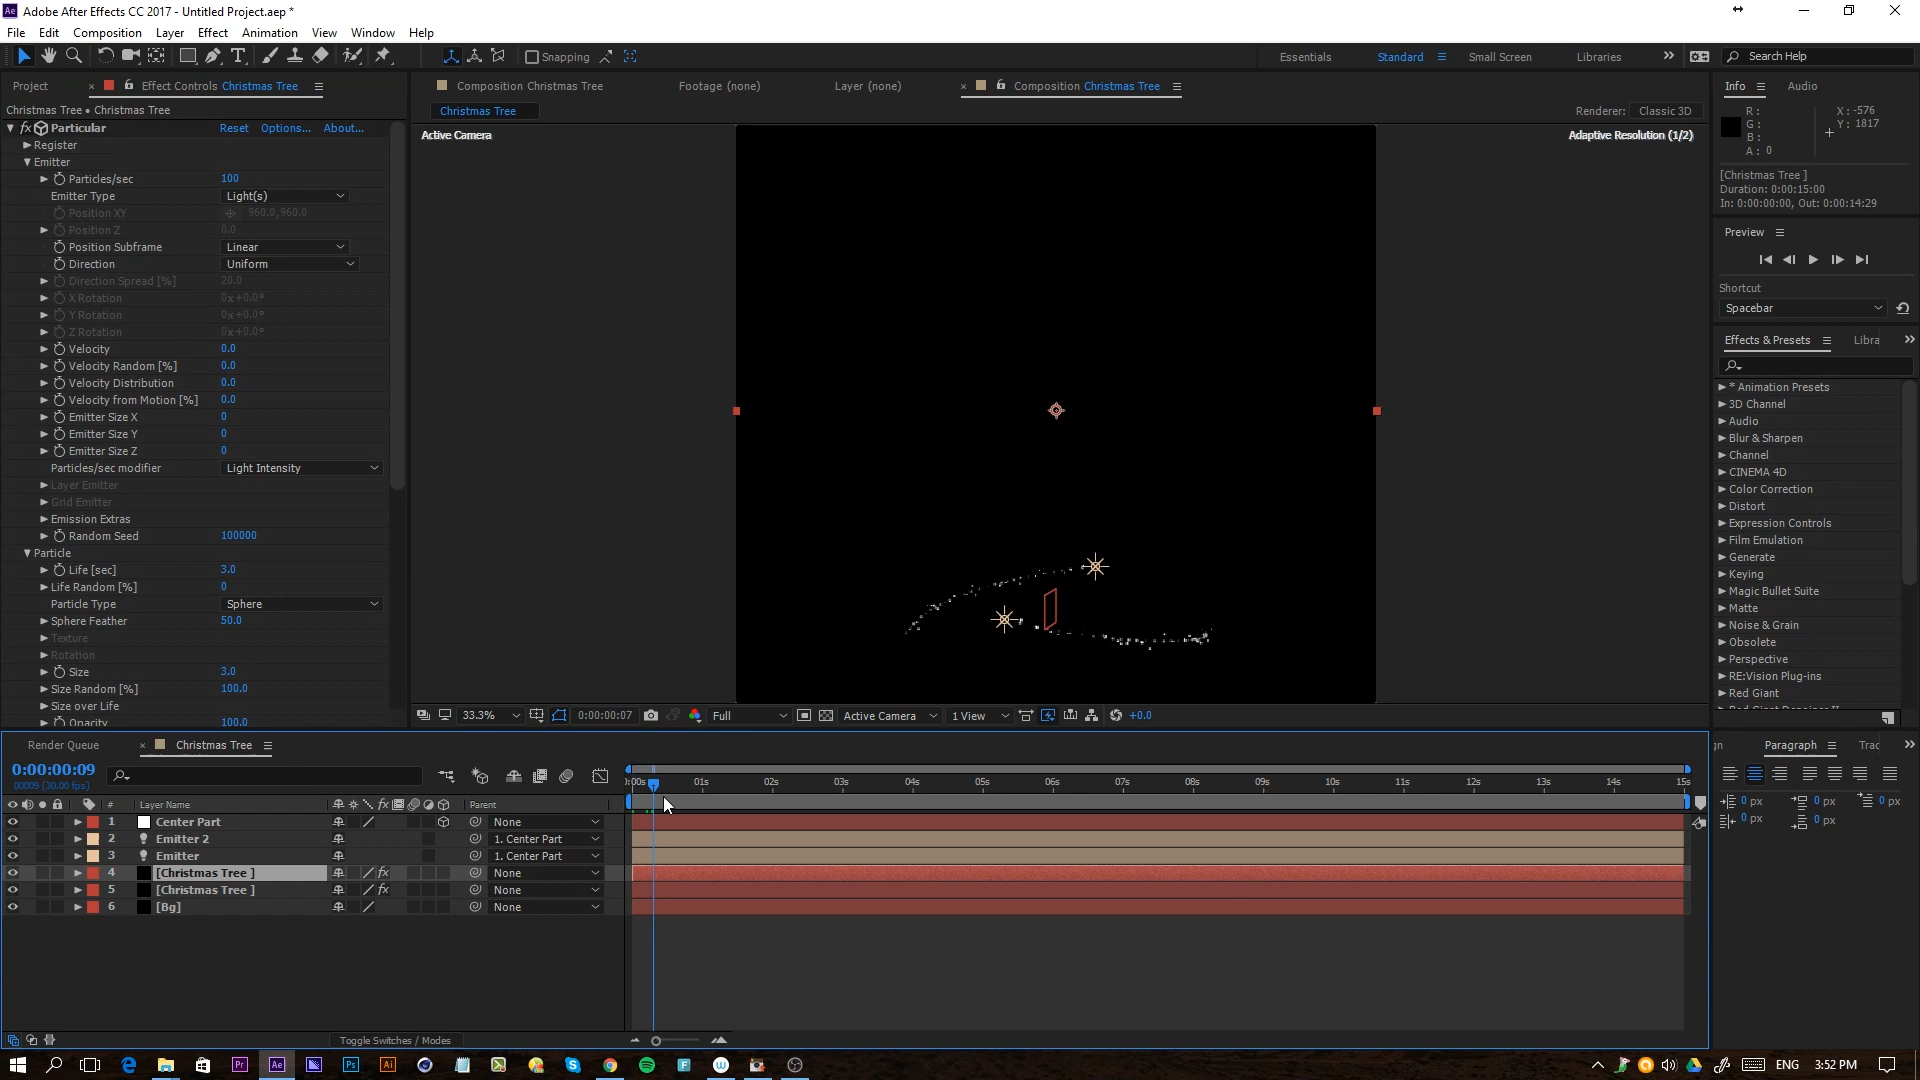 Adobe After Effects CC 2017 - Untitled Project.aep *
File Edit Composition Layer Effect Animation View Window Help
Snapping Essentials Standard Small Screen Libraries Search Help
Project Effect Controls Christmas Tree Composition Christmas Tree Footage (none) Layer (none) Composition Christmas Tree Info Audio
Christmas Tree • Christmas Tree Christmas Tree Renderer: Classic 3D
R: X: -576
G: Y: 1817
B:
A: 0
fx Particular Reset Options... About...
Active Camera Adaptive Resolution (1/2)
Register
Emitter
Particles/sec 100
Emitter Type Light(s)
Position XY 960.0,960.0
Position Z 0.0
Position Subframe Linear
Direction Uniform
Direction Spread [%] 20.0
X Rotation 0x+0.0°
Y Rotation 0x+0.0°
Z Rotation 0x+0.0°
Velocity 0.0
Velocity Random [%] 0.0
Velocity Distribution 0.0
Velocity from Motion [%] 0.0
Emitter Size X 0
Emitter Size Y 0
Emitter Size Z 0
Particles/sec modifier Light Intensity
Layer Emitter
Grid Emitter
Emission Extras
Random Seed 100000
Particle
Life [sec] 3.0
Life Random [%] 0
Particle Type Sphere
Sphere Feather 50.0
Texture
Rotation
Size 3.0
Size Random [%] 100.0
Size over Life
Opacity 100.0
[Christmas Tree ]
Duration: 0:00:15:00
In: 0:00:00:00, Out: 0:00:14:29
Preview
Shortcut
Spacebar
Effects & Presets Libra
* Animation Presets
3D Channel
Audio
Blur & Sharpen
Channel
CINEMA 4D
Color Correction
Distort
Expression Controls
Film Emulation
Generate
Keying
Magic Bullet Suite
Matte
Noise & Grain
Obsolete
Perspective
RE:Vision Plug-ins
Red Giant
33.3% 0:00:00:07 Full Active Camera 1 View +0.0
Render Queue Christmas Tree
0:00:00:09
00009 (30.00 fps)
:00s 01s 02s 03s 04s 05s 06s 07s 08s 09s 10s 11s 12s 13s 14s 15s
# Layer Name fx Parent
1 Center Part None
2 Emitter 2 1. Center Part
3 Emitter 1. Center Part
4 [Christmas Tree ] fx None
5 [Christmas Tree ] fx None
6 [Bg] None
Toggle Switches / Modes
gn Paragraph Trac
0 px 0 px 0 px
0 px 0 px
Ae Pr Ae Ps Ai ENG 3:52 PM